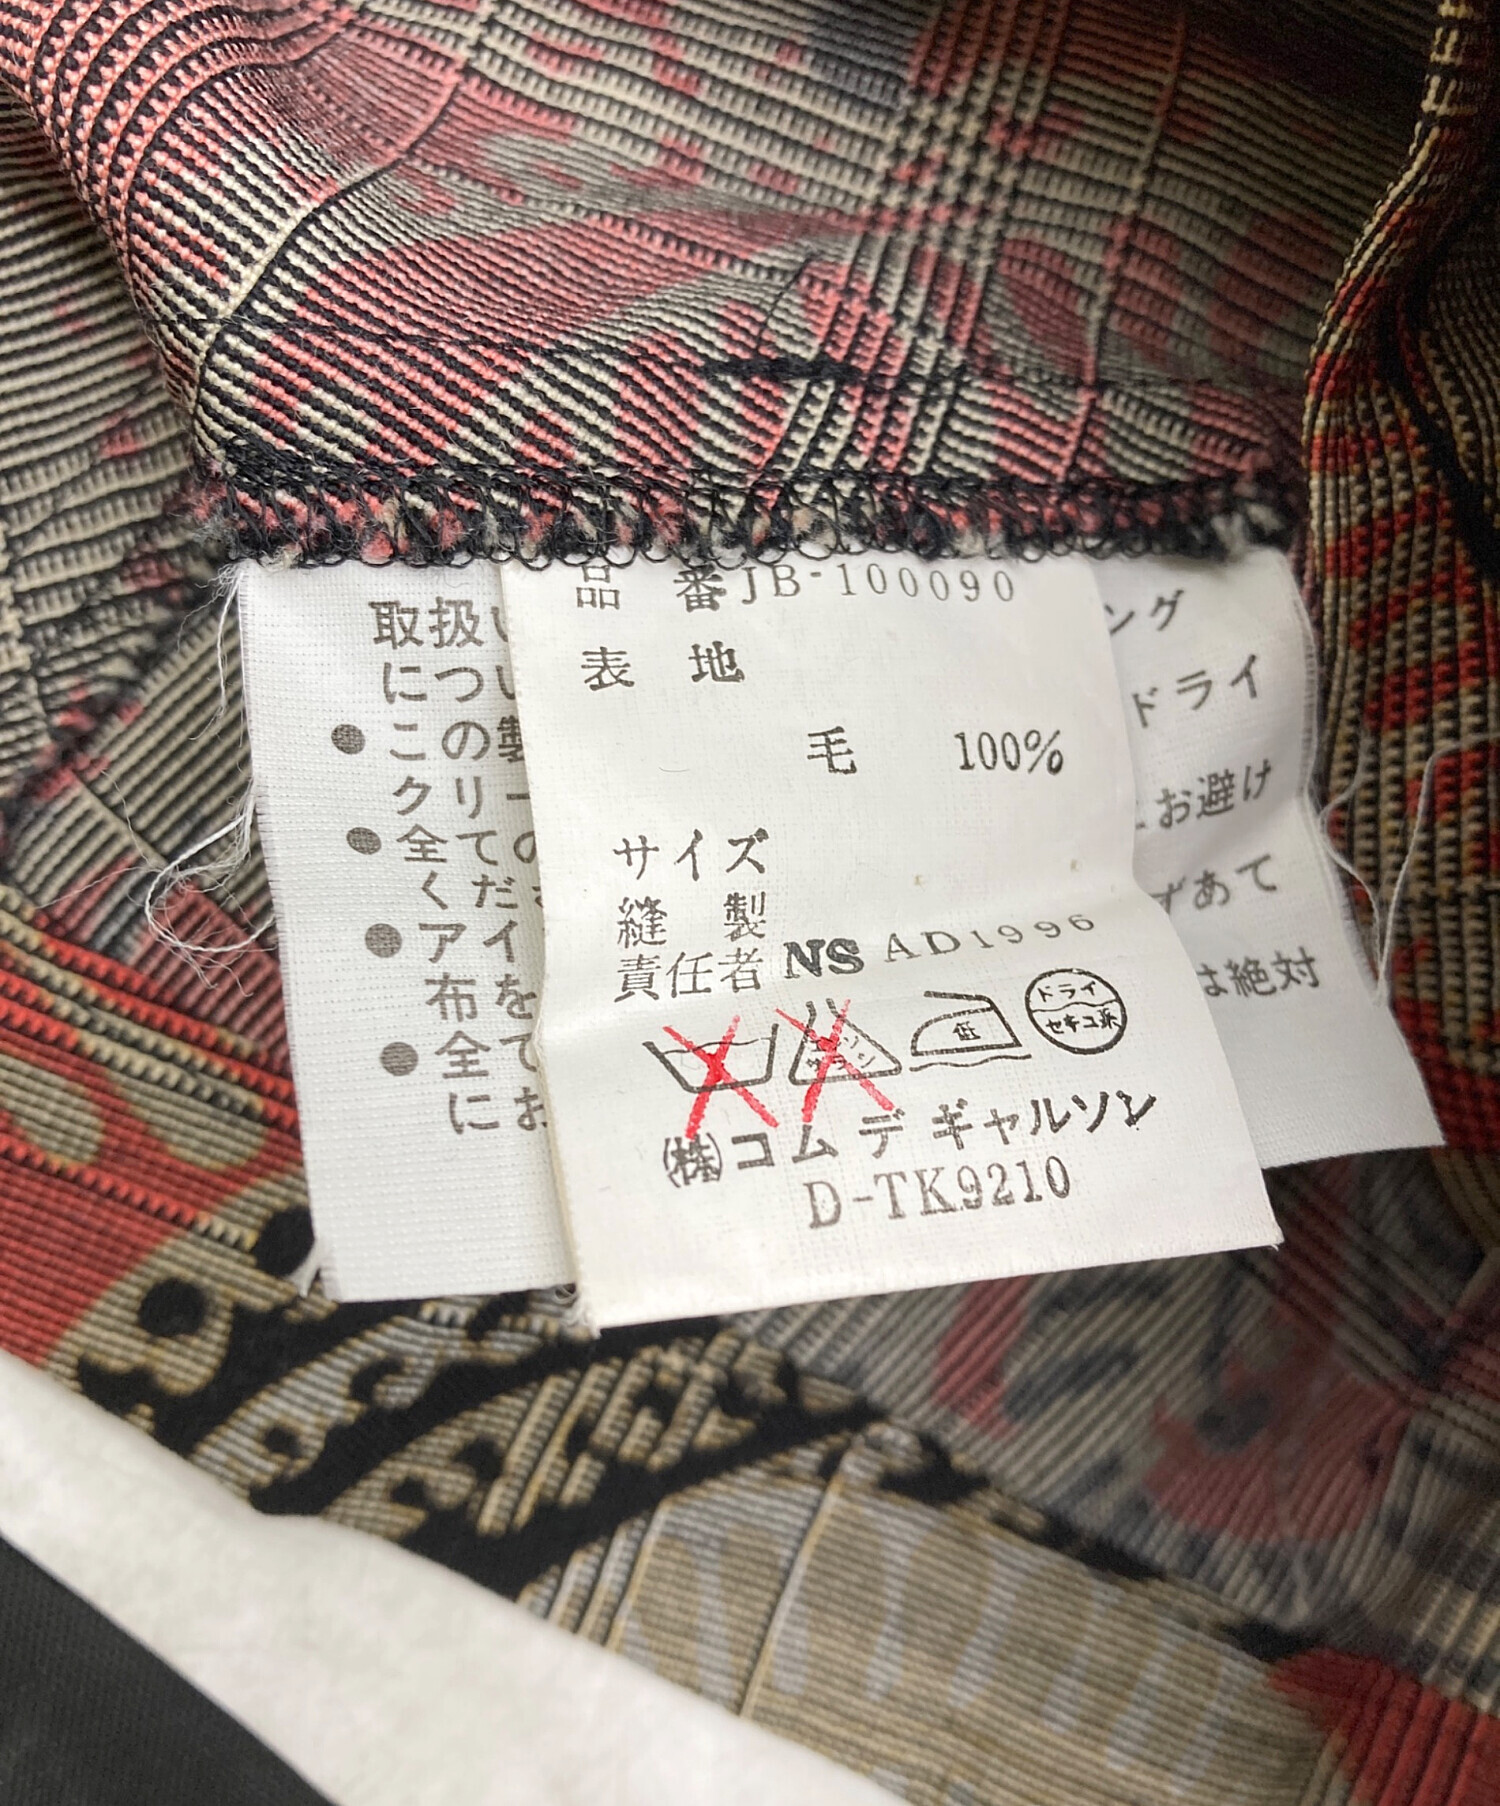 品番 JB-100090
表地
毛 100%
サイズ
縫製
責任者 NS AD1996
低
ドライ
セキユ系
(株)コム デ ギャルソン
D-TK9210
取扱い
につい
● この製
クリー
● 全ての
くだ
● アイ
布を
● 全て
にお
ング
ドライ
お避け
ずあて
は絶対